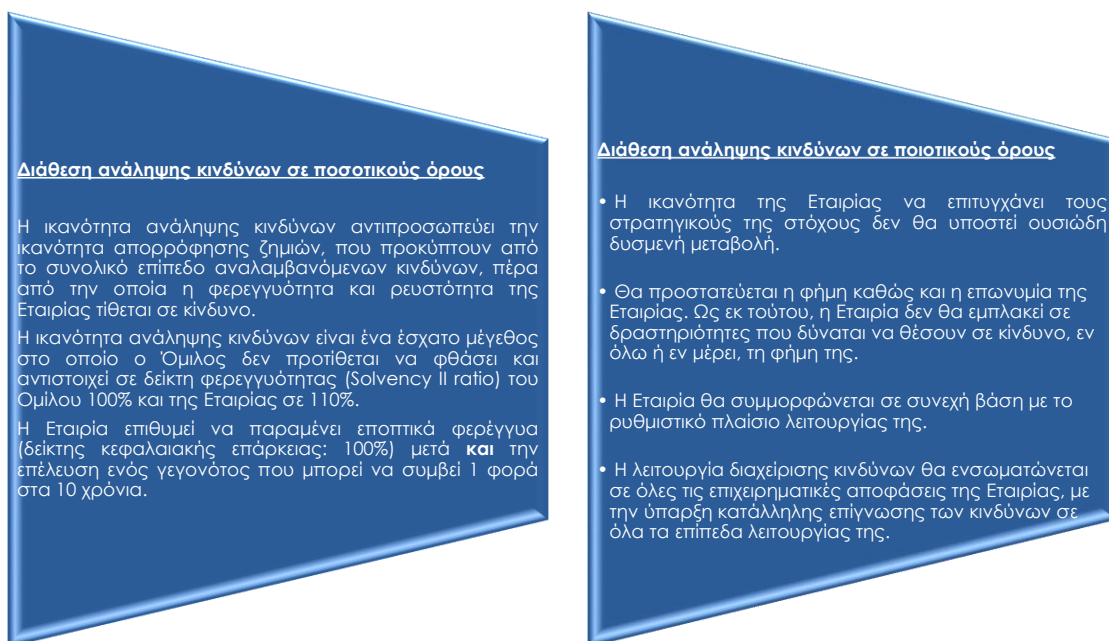 Διάθεση ανάληψης κινδύνων σε ποσοτικούς όρους
Η ικανότητα ανάληψης κινδύνων αντιπροσωπεύει την
ικανότητα απορρόφησης ζημιών, που προκύπτουν από
το συνολικό επίπεδο αναλαμβανόμενων κινδύνων, πέρα
από την οποία η φερεγγυότητα και ρευστότητα της
Εταιρίας τίθεται σε κίνδυνο.
Η ικανότητα ανάληψης κινδύνων είναι ένα έσχατο μέγεθος
στο οποίο ο Όμιλος δεν προτίθεται να φθάσει και
αντιστοιχεί σε δείκτη φερεγγυότητας (Solvency II ratio) του
Ομίλου 100% και της Εταιρίας σε 110%.
Η Εταιρία επιθυμεί να παραμένει εποπτικά φερέγγυα
(δείκτης κεφαλαιακής επάρκειας: 100%) μετά και την
επέλευση ενός γεγονότος που μπορεί να συμβεί 1 φορά
στα 10 χρόνια.
Διάθεση ανάληψης κινδύνων σε ποιοτικούς όρους
• Η ικανότητα της Εταιρίας να επιτυγχάνει τους
στρατηγικούς της στόχους δεν θα υποστεί ουσιώδη
δυσμενή μεταβολή.
• Θα προστατεύεται η φήμη καθώς και η επωνυμία της
Εταιρίας. Ως εκ τούτου, η Εταιρία δεν θα εμπλακεί σε
δραστηριότητες που δύναται να θέσουν σε κίνδυνο, εν
όλω ή εν μέρει, τη φήμη της.
• Η Εταιρία θα συμμορφώνεται σε συνεχή βάση με το
ρυθμιστικό πλαίσιο λειτουργίας της.
• Η λειτουργία διαχείρισης κινδύνων θα ενσωματώνεται
σε όλες τις επιχειρηματικές αποφάσεις της Εταιρίας, με
την ύπαρξη κατάλληλης επίγνωσης των κινδύνων σε
όλα τα επίπεδα λειτουργίας της.